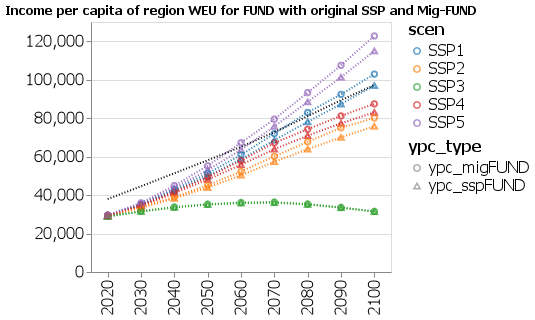 Income per capita of region WEU for FUND with original SSP and Mig-FUND
120,000
100,000
80,000
60,000
40,000
20,000
0
2020 2030 2040 2050 2060 2070 2080 2090 2100
scen
SSP1
SSP2
SSP3
SSP4
SSP5
ypc_type
ypc_migFUND
ypc_sspFUND